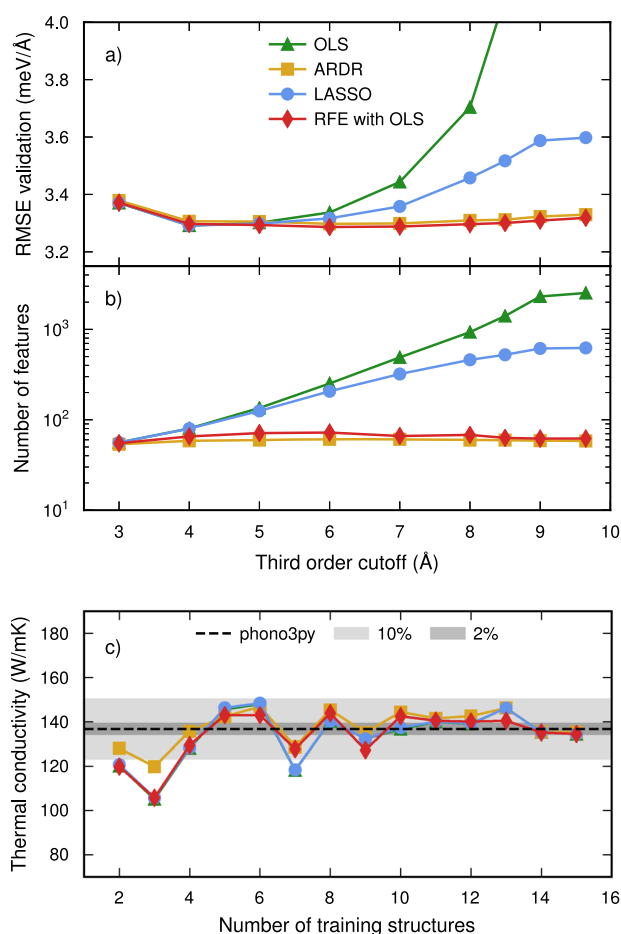 a)
OLS
ARDR
LASSO
RFE with OLS
RMSE validation (meV/Å)
4.0
3.8
3.6
3.4
3.2
b)
Number of features
10³
10²
10¹
3 4 5 6 7 8 9 10
Third order cutoff (Å)
c)
phono3py 10% 2%
Thermal conductivity (W/mK)
180
160
140
120
100
80
2 4 6 8 10 12 14 16
Number of training structures